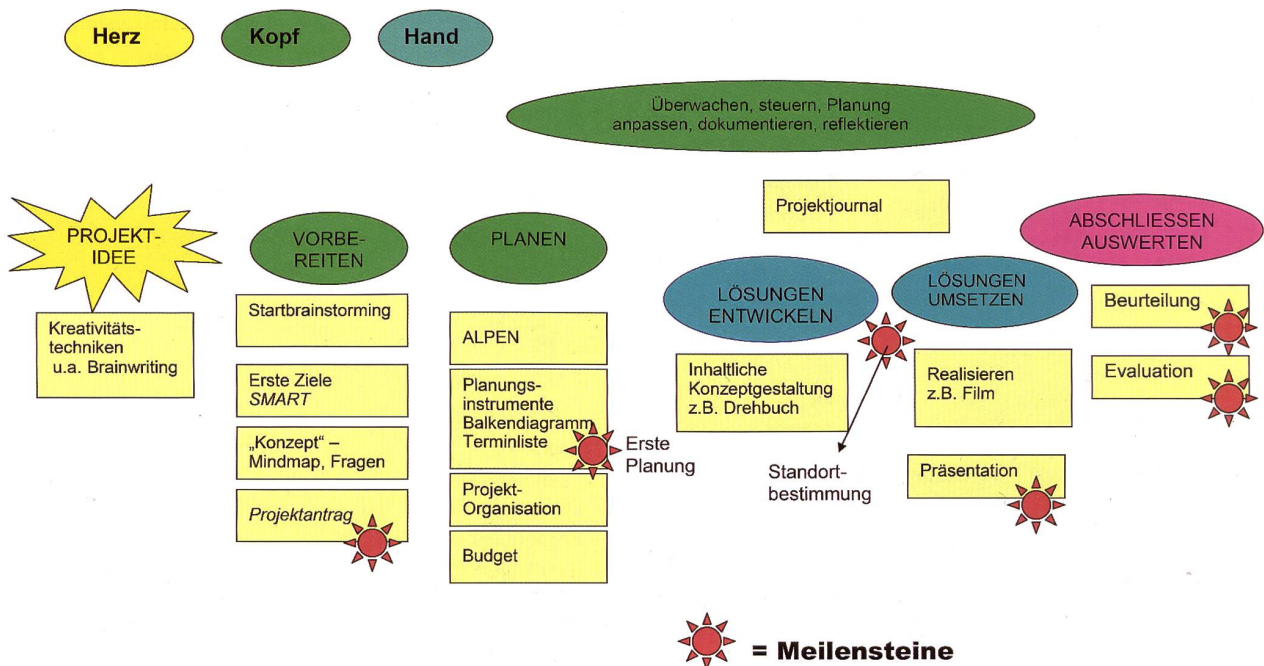 Herz
Kopf
Hand
Überwachen, steuern, Planung
anpassen, dokumentieren, reflektieren
Projektjournal
PROJEKT-
IDEE
Kreativitäts-
techniken
u.a. Brainwriting
VORBE-
REITEN
Startbrainstorming
Erste Ziele
SMART
„Konzept“ –
Mindmap, Fragen
Projektantrag
PLANEN
ALPEN
Planungs-
instrumente
Balkendiagramm
Terminliste
Erste
Planung
Projekt-
Organisation
Budget
LÖSUNGEN
ENTWICKELN
Inhaltliche
Konzeptgestaltung
z.B. Drehbuch
Standort-
bestimmung
LÖSUNGEN
UMSETZEN
Realisieren
z.B. Film
Präsentation
ABSCHLIESSEN
AUSWERTEN
Beurteilung
Evaluation
= Meilensteine